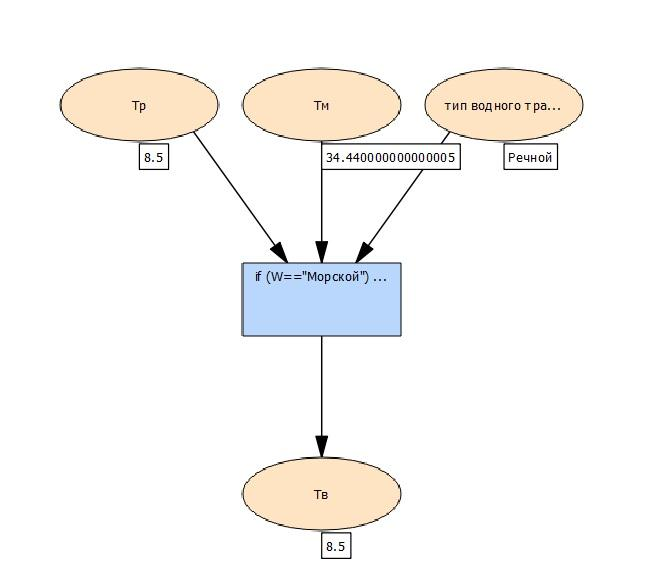 Тр
Тм
тип водного тра...
8.5
34.440000000000005
Речной
if (W=="Морской") ...
Тв
8.5